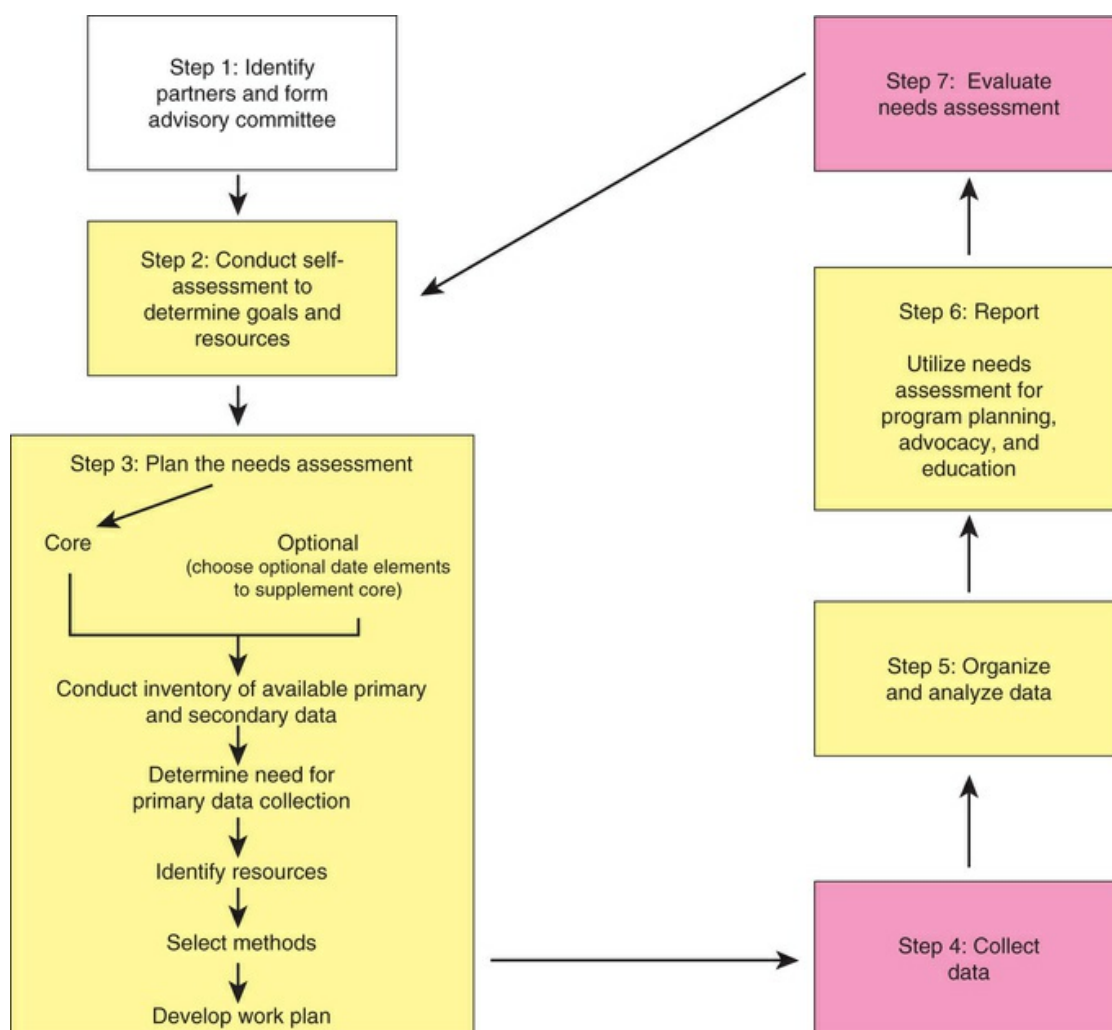 Step 1: Identify
partners and form
advisory committee
Step 2: Conduct self-
assessment to
determine goals and
resources
Step 3: Plan the needs assessment
Core
Optional
(choose optional date elements
to supplement core)
Conduct inventory of available primary
and secondary data
Determine need for
primary data collection
Identify resources
Select methods
Develop work plan
Step 4: Collect
data
Step 5: Organize
and analyze data
Step 6: Report
Utilize needs
assessment for
program planning,
advocacy, and
education
Step 7: Evaluate
needs assessment